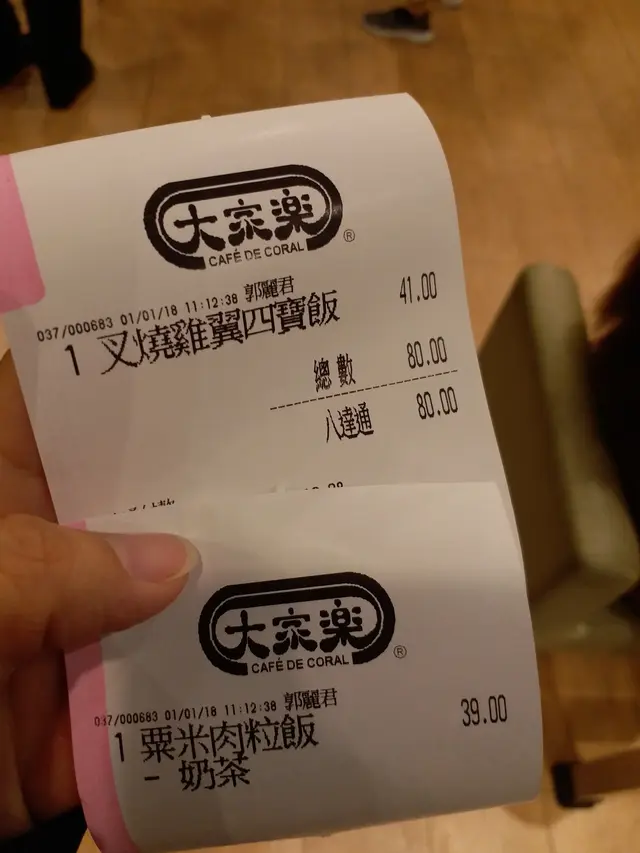 大家樂
CAFÉ DE CORAL
®
037/000683 01/01/18 11:12:38 郭麗君
1 叉燒雞翼四寶飯 41.00
總數 80.00
八達通 80.00
大家樂
CAFÉ DE CORAL
®
037/000683 01/01/18 11:12:38 郭麗君
1 粟米肉粒飯 39.00
- 奶茶